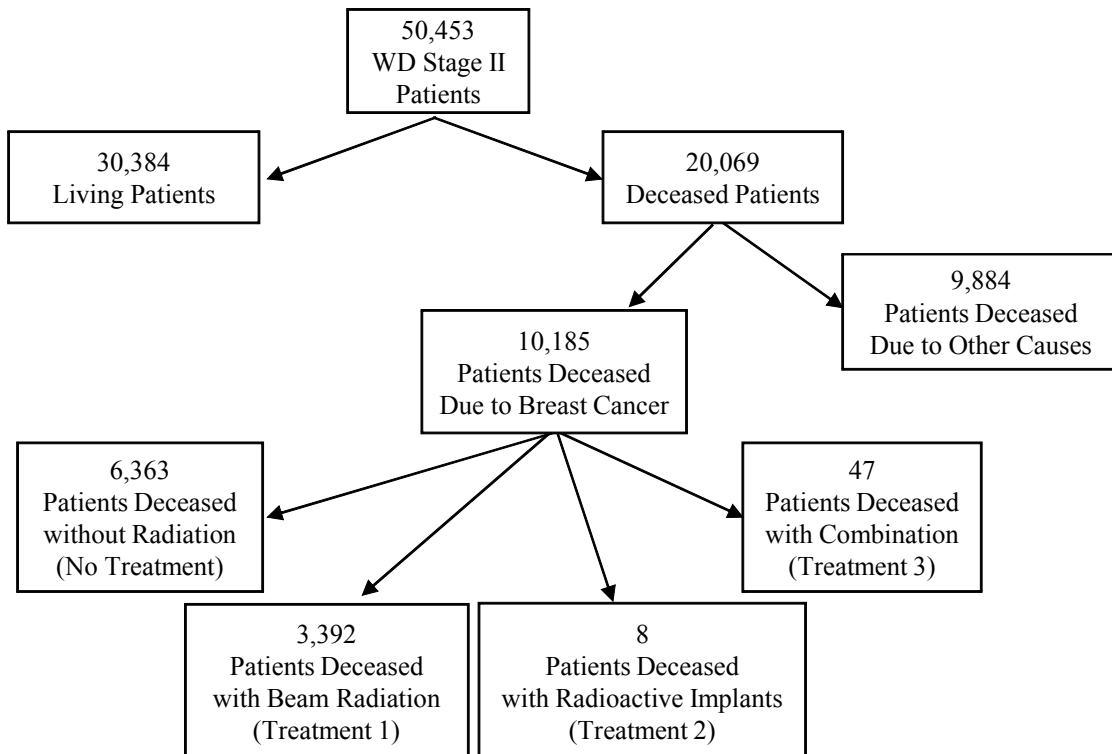 50,453
WD Stage II
Patients
30,384
Living Patients
20,069
Deceased Patients
9,884
Patients Deceased
Due to Other Causes
10,185
Patients Deceased
Due to Breast Cancer
6,363
Patients Deceased
without Radiation
(No Treatment)
47
Patients Deceased
with Combination
(Treatment 3)
3,392
Patients Deceased
with Beam Radiation
(Treatment 1)
8
Patients Deceased
with Radioactive Implants
(Treatment 2)